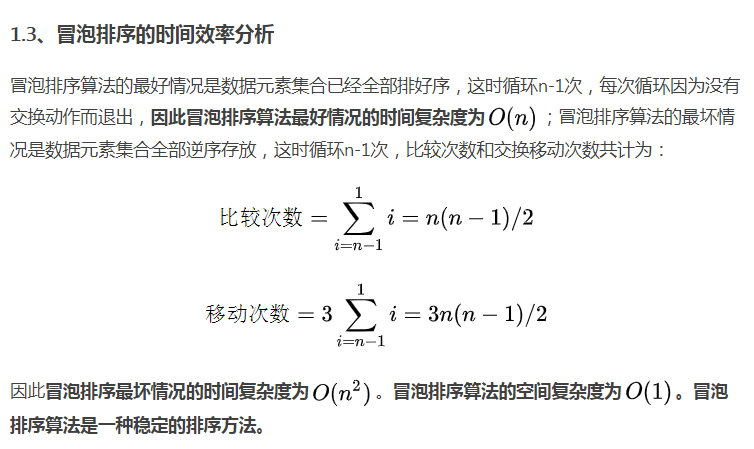 1.3、冒泡排序的时间效率分析
冒泡排序算法的最好情况是数据元素集合已经全部排好序，这时循环n-1次，每次循环因为没有
交换动作而退出，因此冒泡排序算法最好情况的时间复杂度为O(n)；冒泡排序算法的最坏情
况是数据元素集合全部逆序存放，这时循环n-1次，比较次数和交换移动次数共计为：
比较次数 = \sum_{i=n-1}^{1} i = n(n − 1)/2
移动次数 = 3 \sum_{i=n-1}^{1} i = 3n(n − 1)/2
因此冒泡排序最坏情况的时间复杂度为O(n²)。冒泡排序算法的空间复杂度为O(1)。冒泡
排序算法是一种稳定的排序方法。